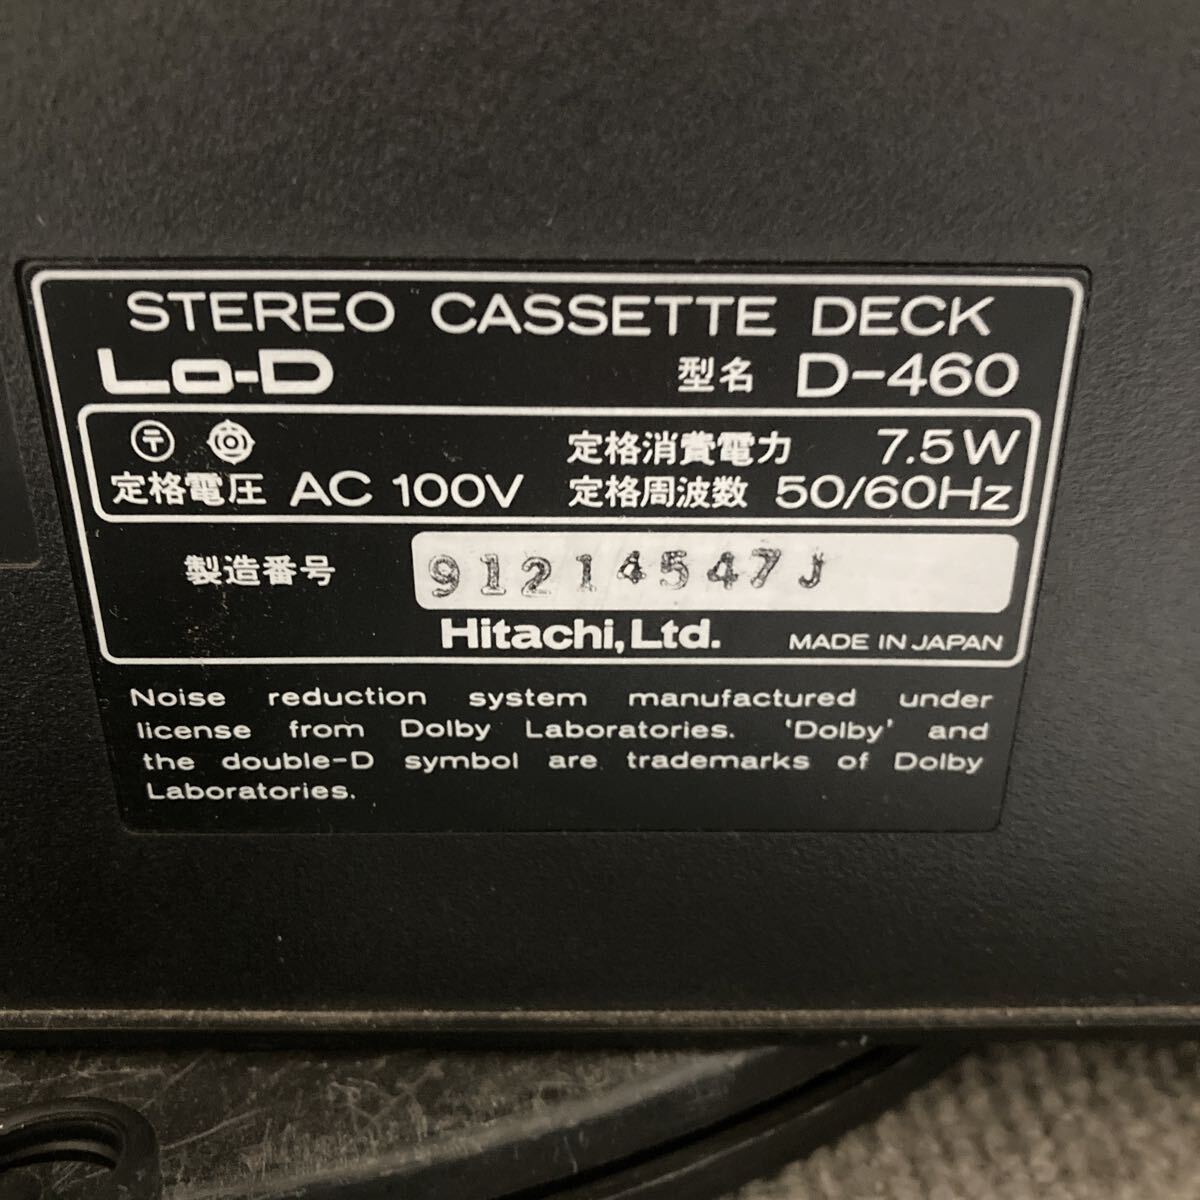 STEREO CASSETTE DECK
Lo-D 型名 D-460
〒 定格消費電力 7.5W
定格電圧 AC 100V 定格周波数 50/60Hz
製造番号 91214547J
Hitachi, Ltd. MADE IN JAPAN
Noise reduction system manufactured under
license from Dolby Laboratories. 'Dolby' and
the double-D symbol are trademarks of Dolby
Laboratories.